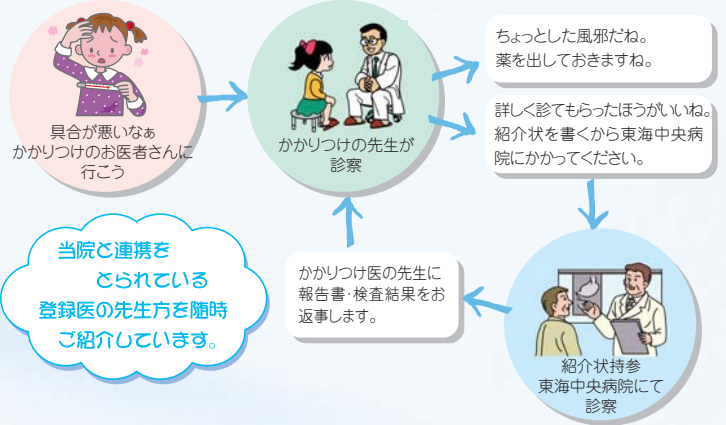 具合が悪いなぁ
かかりつけのお医者さんに
行こう
かかりつけの先生が
診察
ちょっとした風邪だね。
薬を出しておきますね。
詳しく診てもらったほうがいいね。
紹介状を書くから東海中央病
院にかかってください。
紹介状持参
東海中央病院にて
診察
かかりつけ医の先生に
報告書・検査結果をお
返事します。
当院と連携を
とられている
登録医の先生方を随時
ご紹介しています。